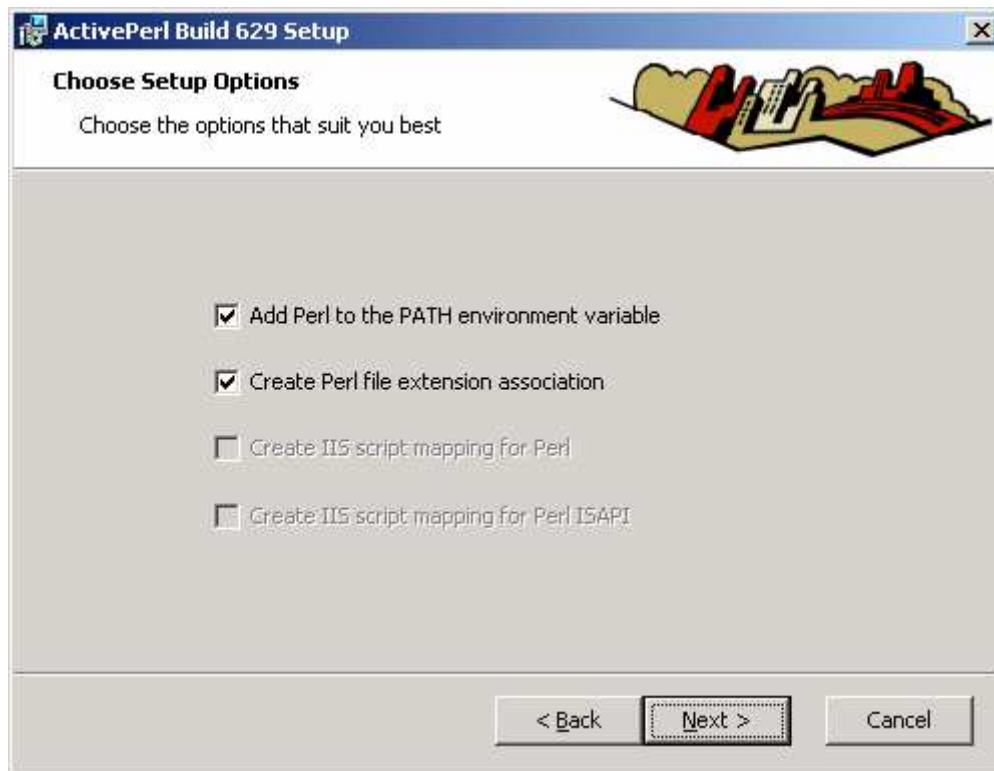 ActivePerl Build 629 Setup
Choose Setup Options
Choose the options that suit you best
Add Perl to the PATH environment variable
Create Perl file extension association
Create IIS script mapping for Perl
Create IIS script mapping for Perl ISAPI
< Back
Next >
Cancel